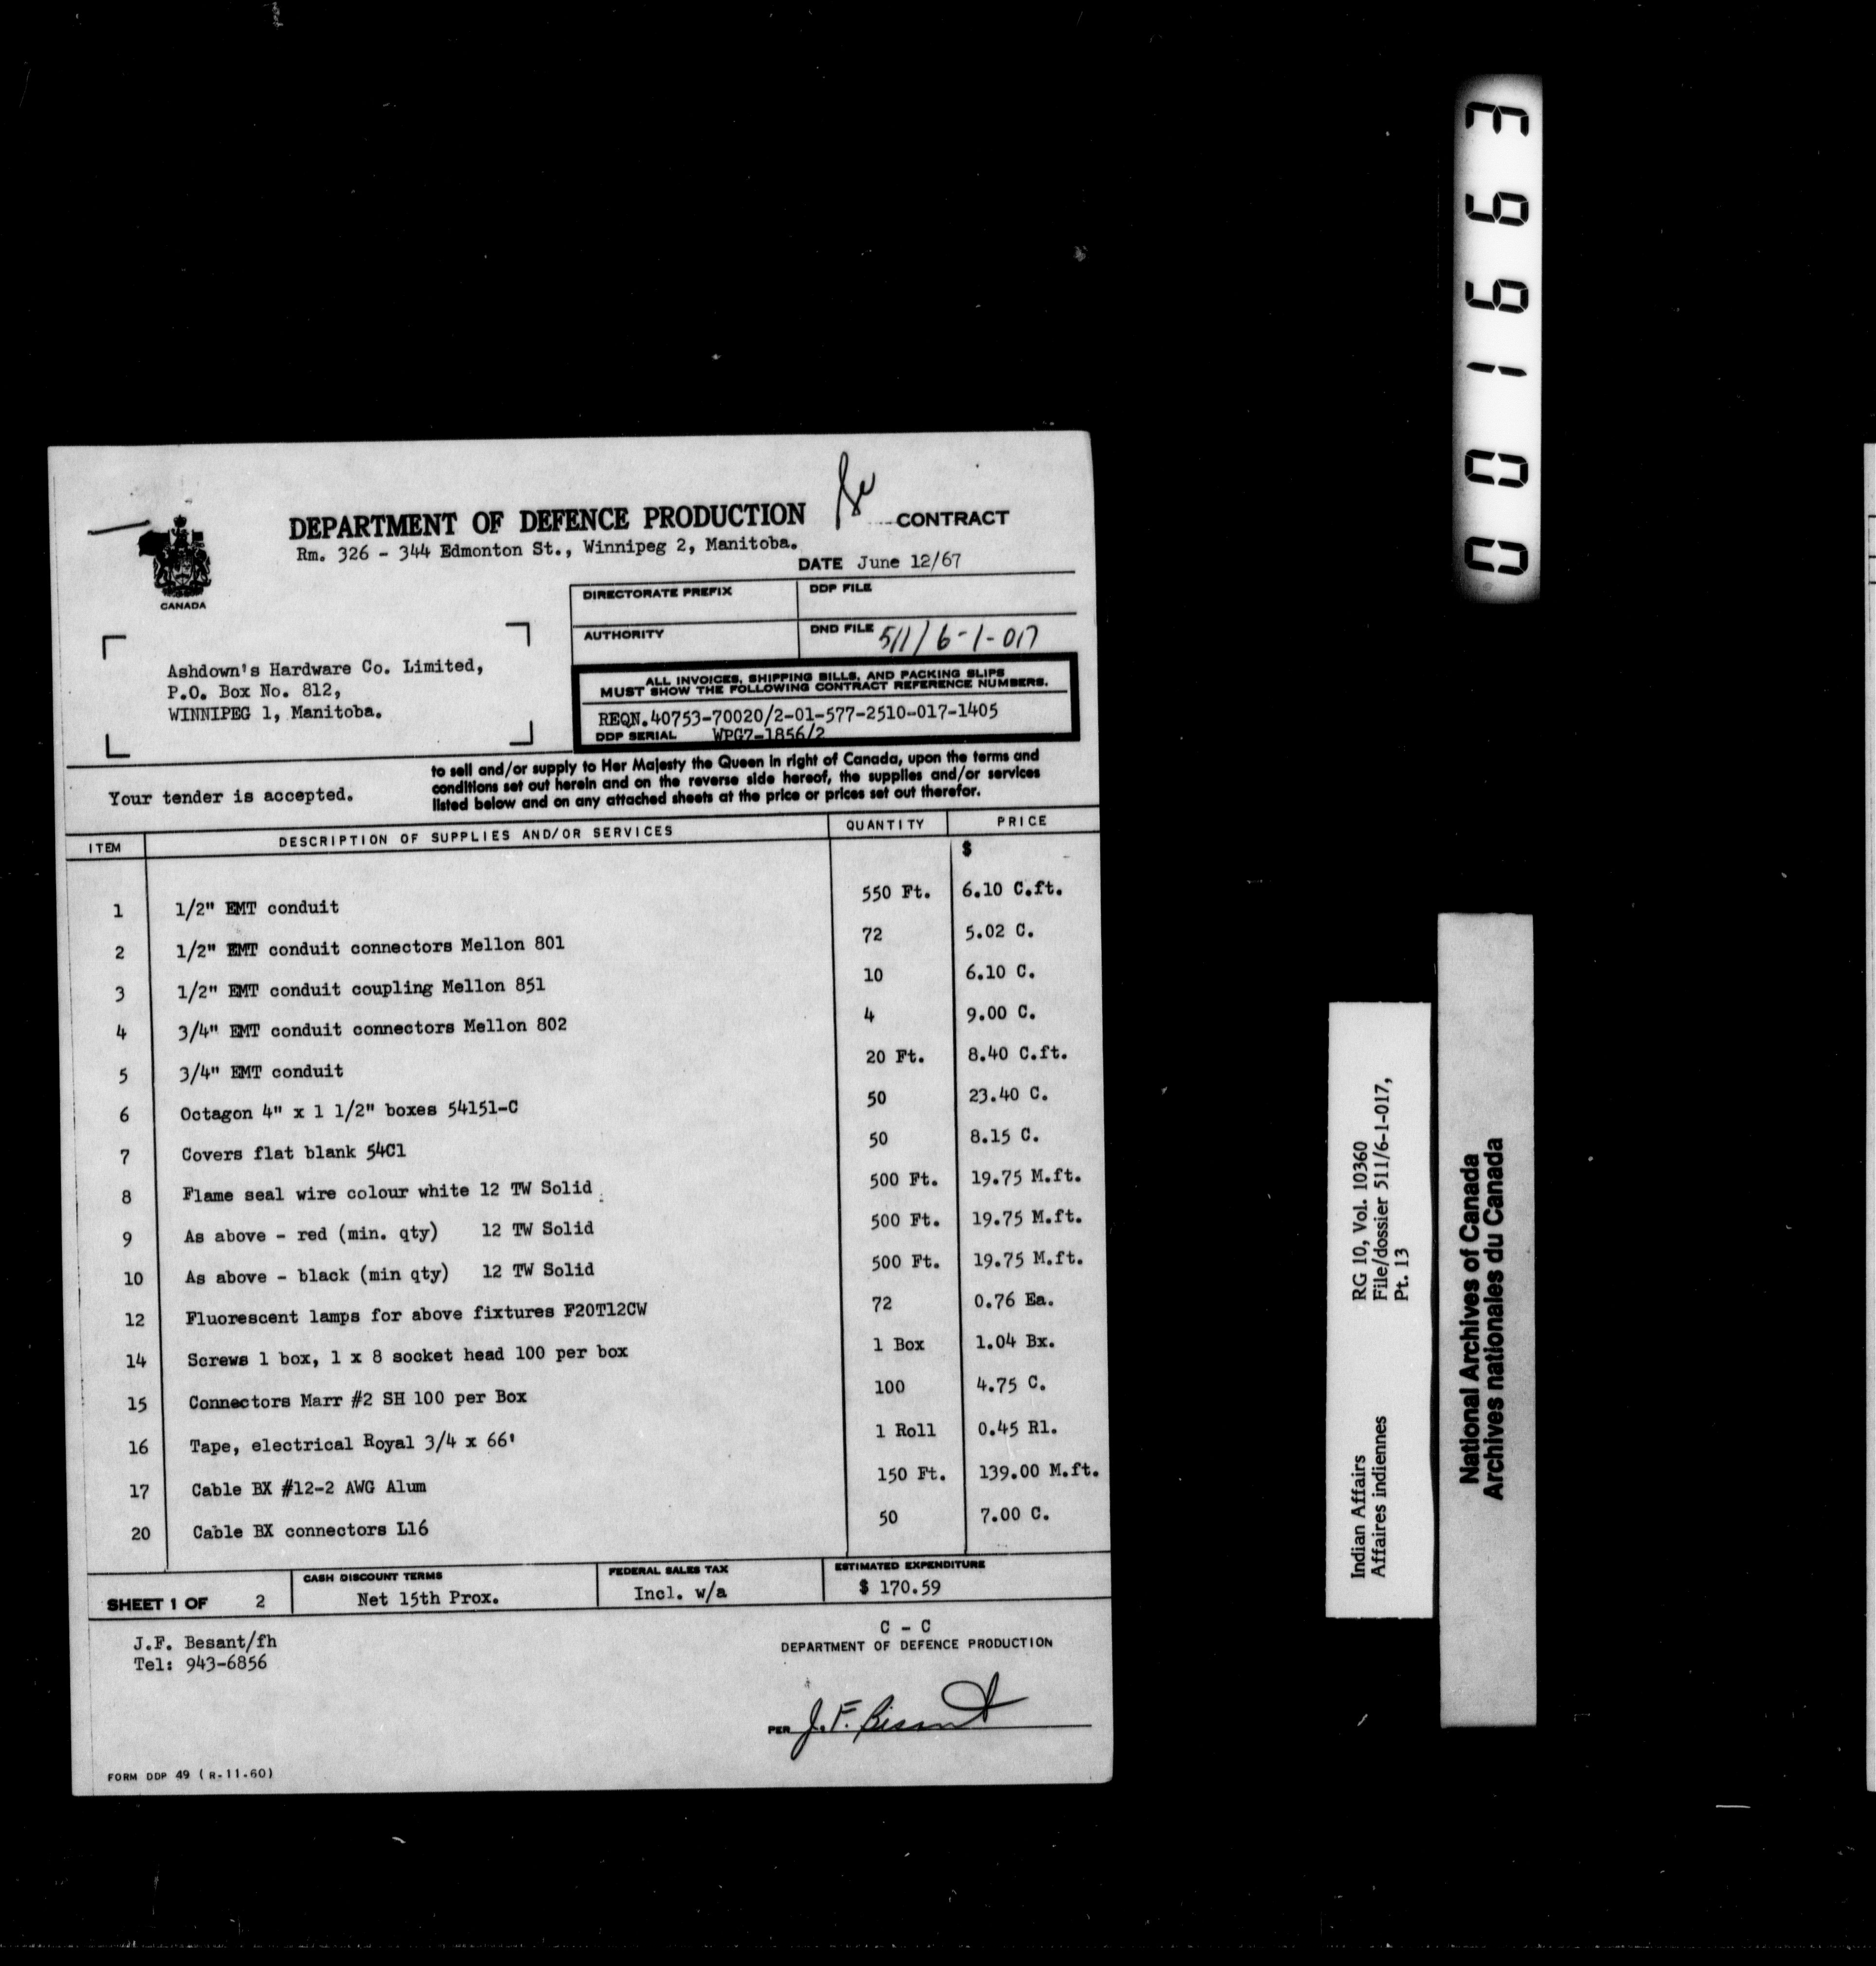 DEPARTMENT OF DEFENCE PRODUCTION
CONTRACT
Rm. 326 - 344 Edmonton St., Winnipeg 2, Manitoba.
DATE June 12/67
CANADA
DIRECTORATE PREFIX
DDP FILE
AUTHORITY
DND FILE 511/6-1-017
Ashdown's Hardware Co. Limited,
P.O. Box No. 812,
WINNIPEG 1, Manitoba.
ALL INVOICES, SHIPPING BILLS, AND PACKING SLIPS
MUST SHOW THE FOLLOWING CONTRACT REFERENCE NUMBERS.
REQN. 40753-70020/2-01-577-2510-017-1405
DDP SERIAL WPG7-1856/2
Your tender is accepted.
to sell and/or supply to Her Majesty the Queen in right of Canada, upon the terms and
conditions set out herein and on the reverse side hereof, the supplies and/or services
listed below and on any attached sheets at the price or prices set out therefor.
ITEM DESCRIPTION OF SUPPLIES AND/OR SERVICES QUANTITY PRICE
$
1 1/2" EMT conduit 550 Ft. 6.10 C.ft.
2 1/2" EMT conduit connectors Mellon 801 72 5.02 C.
3 1/2" EMT conduit coupling Mellon 851 10 6.10 C.
4 3/4" EMT conduit connectors Mellon 802 4 9.00 C.
5 3/4" EMT conduit 20 Ft. 8.40 C.ft.
6 Octagon 4" x 1 1/2" boxes 54151-C 50 23.40 C.
7 Covers flat blank 54C1 50 8.15 C.
8 Flame seal wire colour white 12 TW Solid 500 Ft. 19.75 M.ft.
9 As above - red (min. qty) 12 TW Solid 500 Ft. 19.75 M.ft.
10 As above - black (min qty) 12 TW Solid 500 Ft. 19.75 M.ft.
12 Fluorescent lamps for above fixtures F20T12CW 72 0.76 Ea.
14 Screws 1 box, 1 x 8 socket head 100 per box 1 Box 1.04 Bx.
15 Connectors Marr #2 SH 100 per Box 100 4.75 C.
16 Tape, electrical Royal 3/4 x 66' 1 Roll 0.45 Rl.
17 Cable BX #12-2 AWG Alum 150 Ft. 139.00 M.ft.
20 Cable BX connectors L16 50 7.00 C.
SHEET 1 OF 2
CASH DISCOUNT TERMS
Net 15th Prox.
FEDERAL SALES TAX
Incl. w/a
ESTIMATED EXPENDITURE
$ 170.59
J.F. Besant/fh
Tel: 943-6856
C - C
DEPARTMENT OF DEFENCE PRODUCTION
PER J.F. Besant
FORM DDP 49 (R-11-60)
001663
Indian Affairs RG 10, Vol. 10360
Affaires indiennes File/dossier 511/6-1-017,
Pt. 13
National Archives of Canada
Archives nationales du Canada